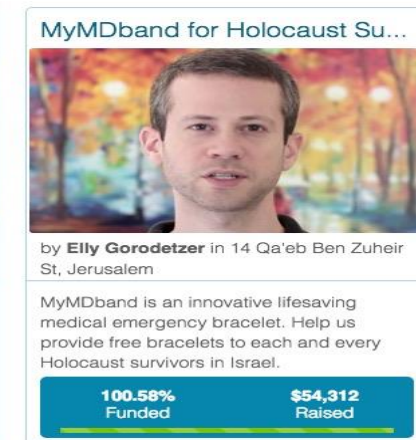 MyMDband for Holocaust Su...
by Elly Gorodetzer in 14 Qa'eb Ben Zuheir
St, Jerusalem
MyMDband is an innovative lifesaving
medical emergency bracelet. Help us
provide free bracelets to each and every
Holocaust survivors in Israel.
100.58% $54,312
Funded Raised